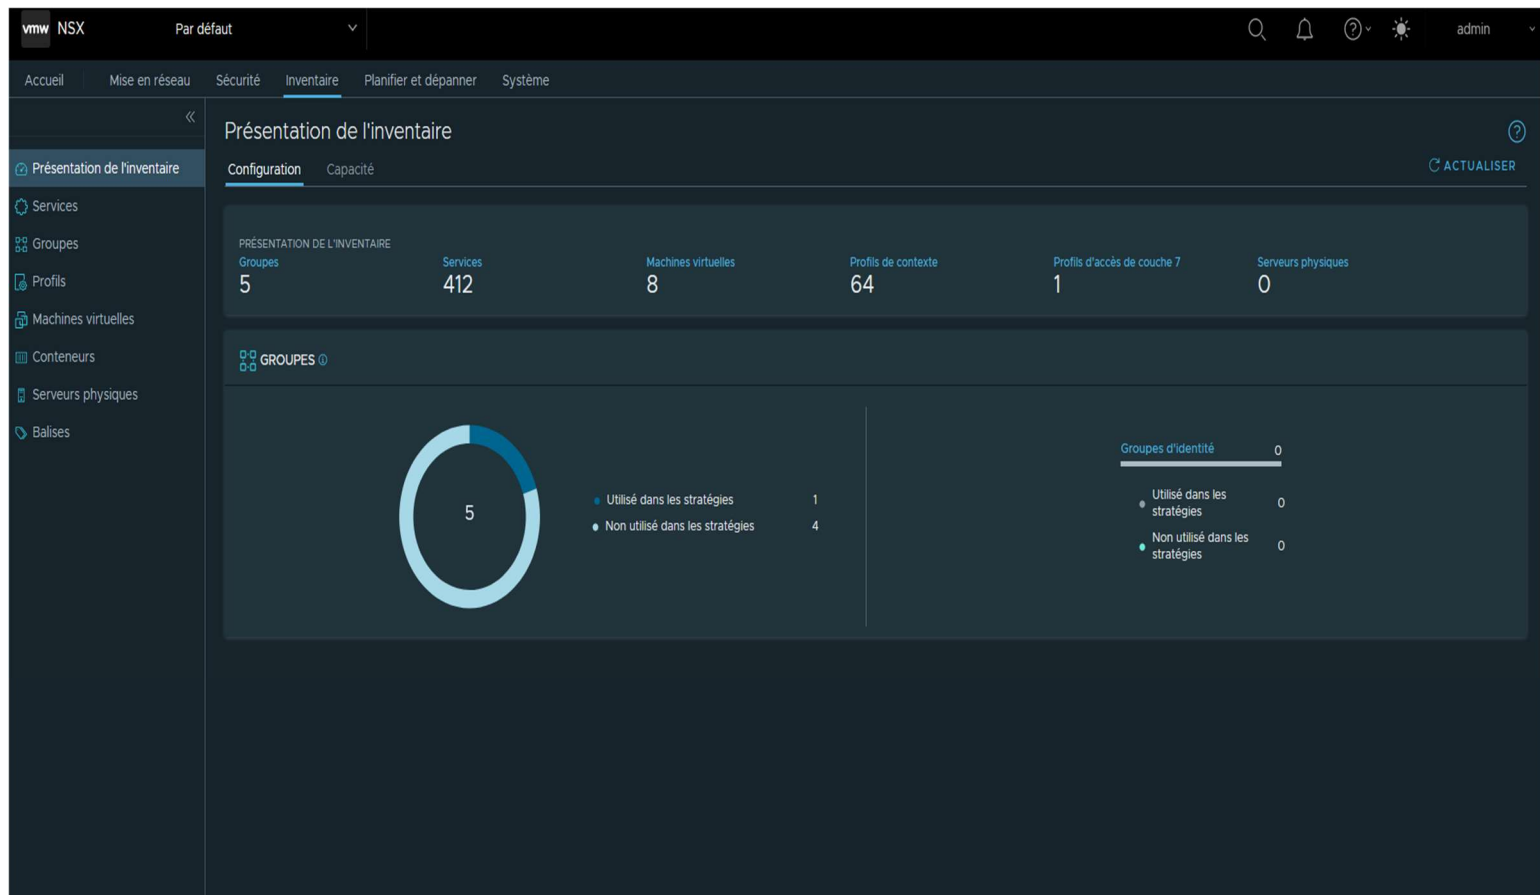 vmw NSX Par défaut admin
Accueil Mise en réseau Sécurité Inventaire Planifier et dépanner Système
Présentation de l'inventaire
Services
Groupes
Profils
Machines virtuelles
Conteneurs
Serveurs physiques
Balises
Présentation de l'inventaire
Configuration Capacité
ACTUALISER
PRÉSENTATION DE L'INVENTAIRE
Groupes Services Machines virtuelles Profils de contexte Profils d'accès de couche 7 Serveurs physiques
5 412 8 64 1 0
GROUPES
5
Utilisé dans les stratégies 1
Non utilisé dans les stratégies 4
Groupes d'identité 0
Utilisé dans les
stratégies 0
Non utilisé dans les
stratégies 0